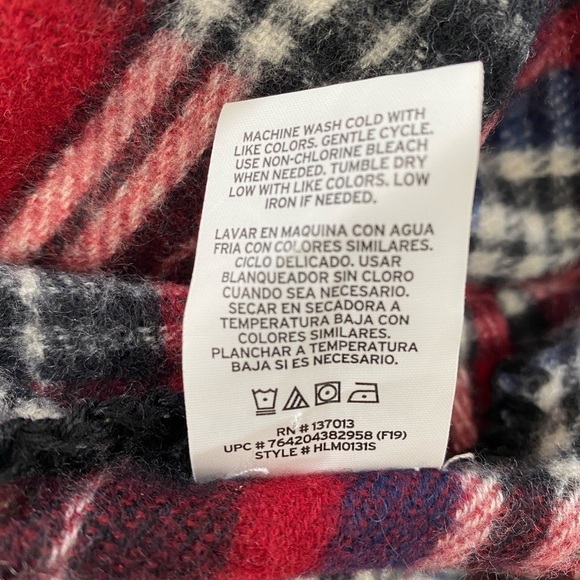 MACHINE WASH COLD WITH
LIKE COLORS. GENTLE CYCLE.
USE NON-CHLORINE BLEACH
WHEN NEEDED. TUMBLE DRY
LOW WITH LIKE COLORS. LOW
IRON IF NEEDED.
LAVAR EN MAQUINA CON AGUA
FRIA CON COLORES SIMILARES.
CICLO DELICADO. USAR
BLANQUEADOR SIN CLORO
CUANDO SEA NECESARIO.
SECAR EN SECADORA A
TEMPERATURA BAJA CON
COLORES SIMILARES.
PLANCHAR A TEMPERATURA
BAJA SI ES NECESARIO.
RN # 137013
UPC # 764204382958 (F19)
STYLE # HLM0131S